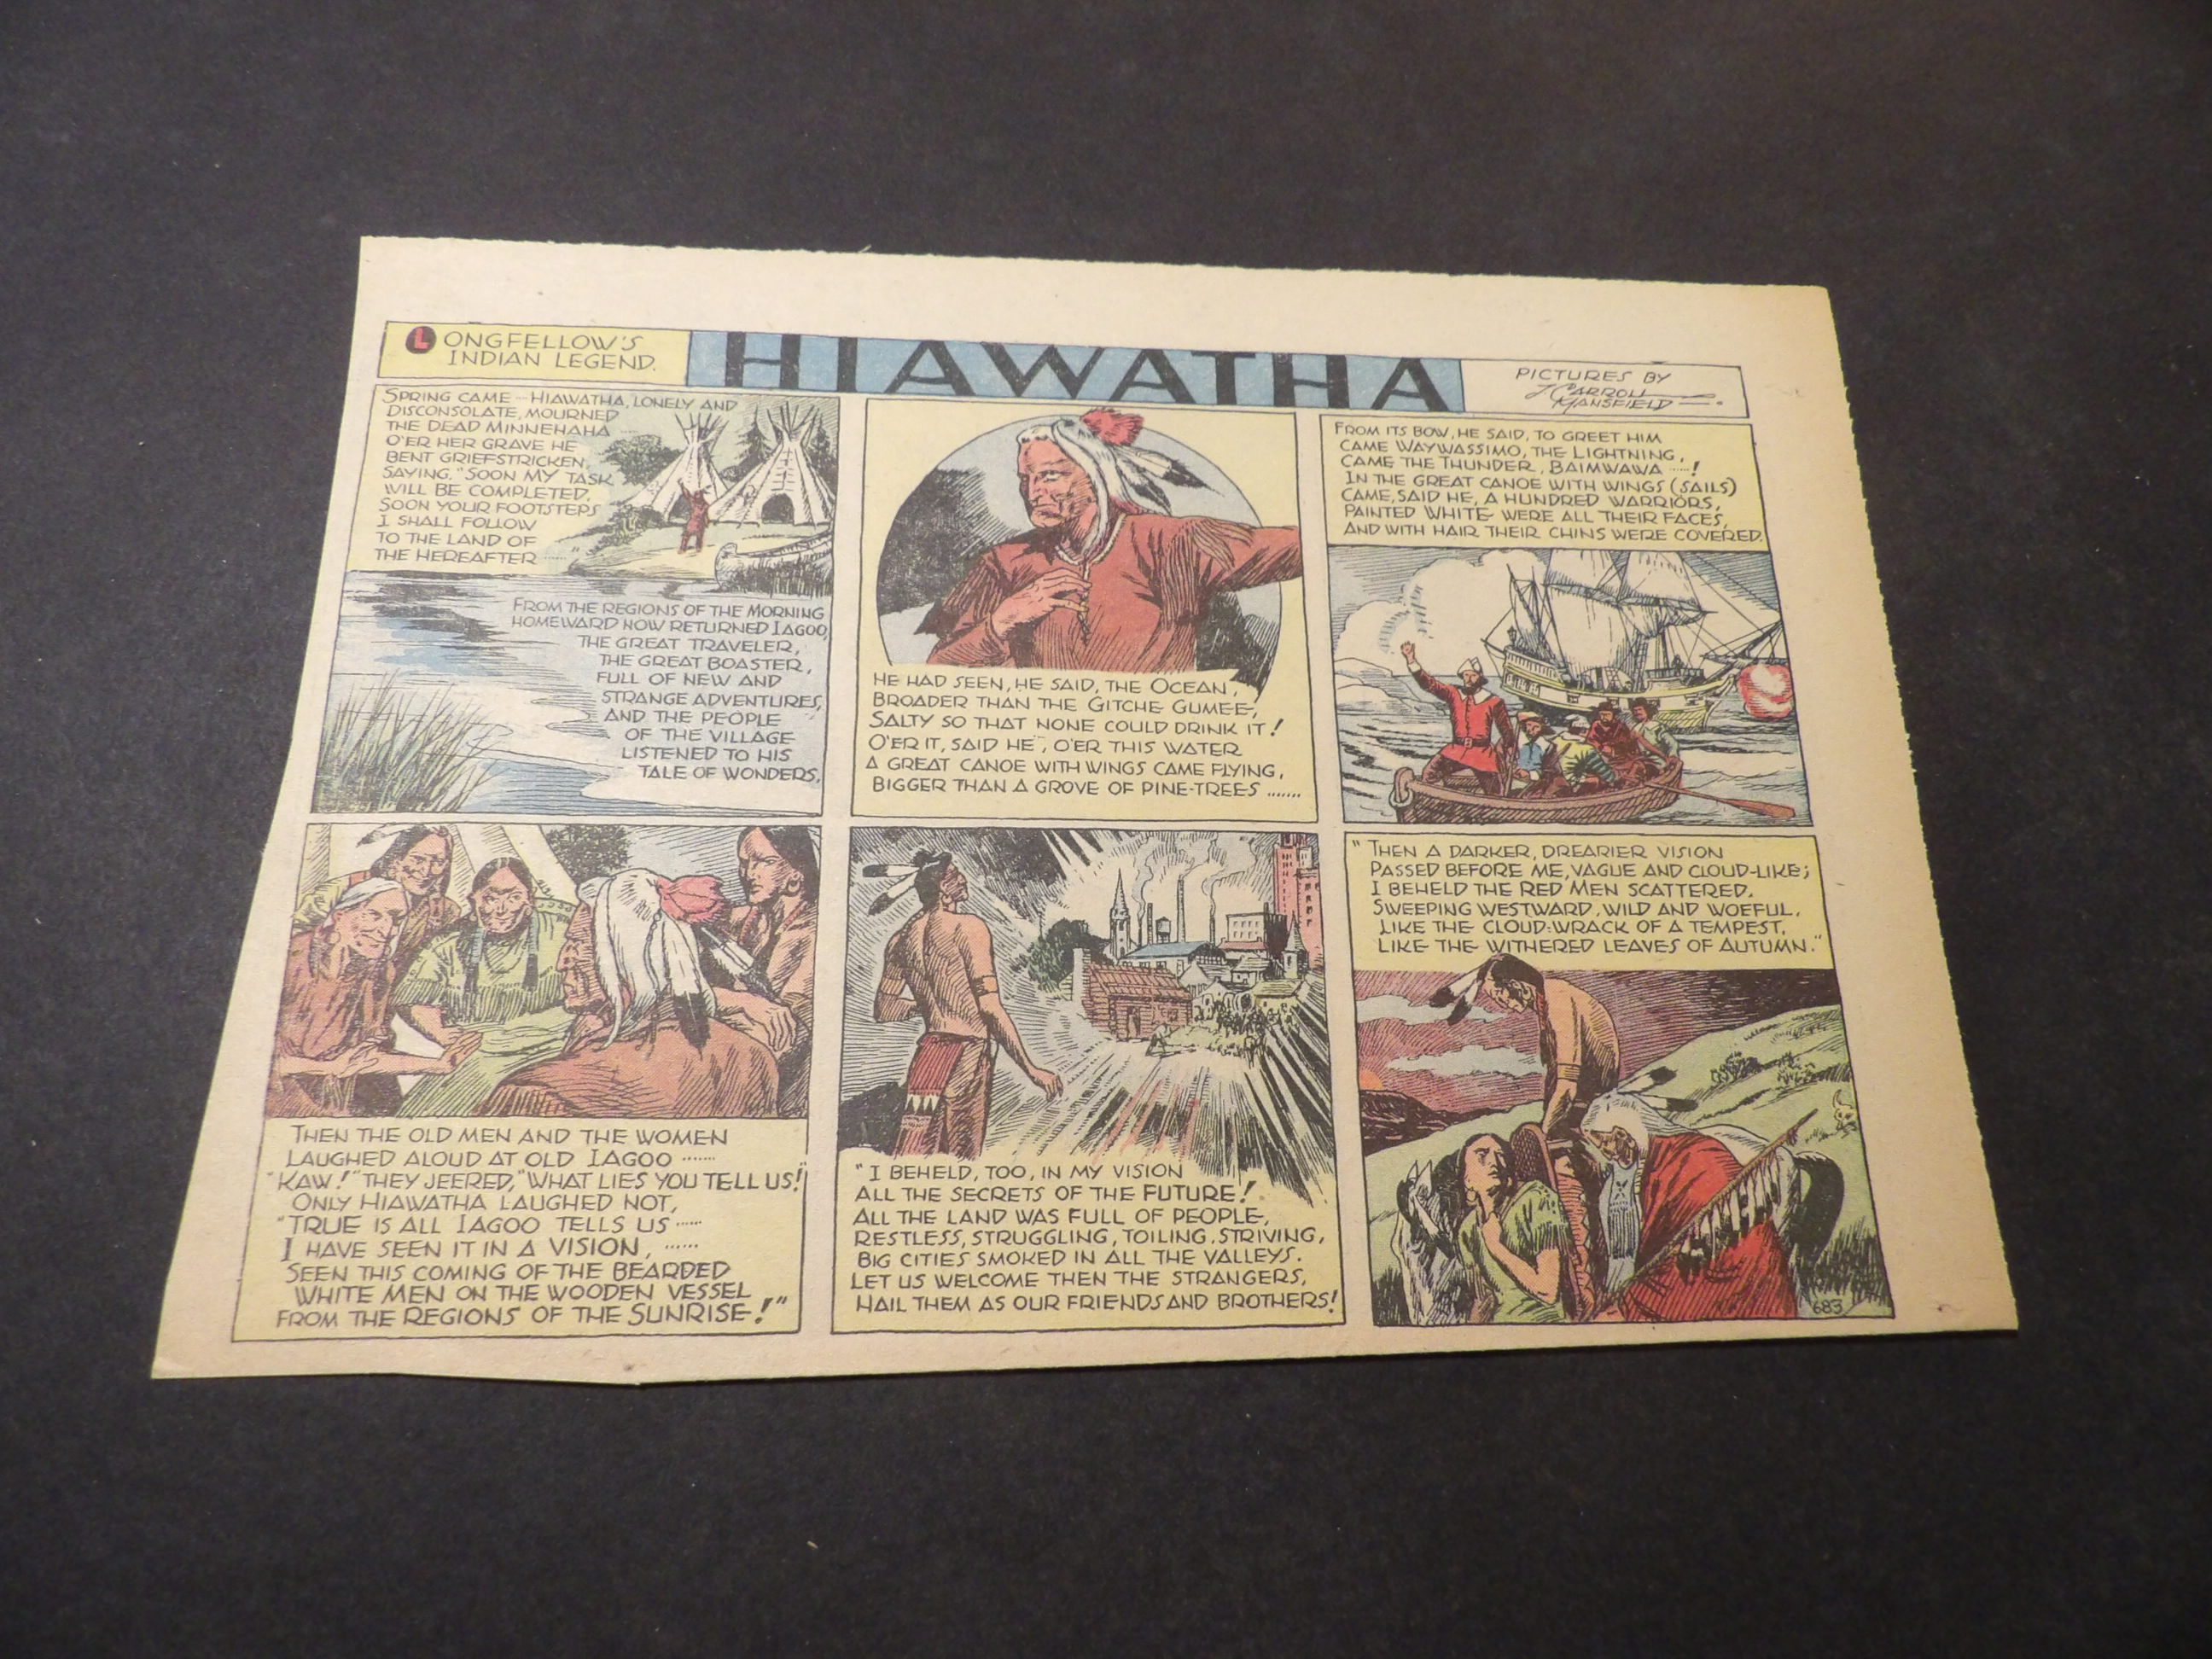 LONGFELLOW'S
INDIAN LEGEND.
HIAWATHA
PICTURES BY
J. CARROLL
MANSFIELD
SPRING CAME - HIAWATHA, LONELY AND
DISCONSOLATE, MOURNED
THE DEAD MINNEHAHA ....
O'ER HER GRAVE HE
BENT GRIEFSTRICKEN,
SAYING, "SOON MY TASK
WILL BE COMPLETED,
SOON YOUR FOOTSTEPS
I SHALL FOLLOW
TO THE LAND OF
THE HEREAFTER ......"
FROM THE REGIONS OF THE MORNING
HOMEWARD NOW RETURNED IAGOO,
THE GREAT TRAVELER,
THE GREAT BOASTER,
FULL OF NEW AND
STRANGE ADVENTURES,
AND THE PEOPLE
OF THE VILLAGE
LISTENED TO HIS
TALE OF WONDERS.
HE HAD SEEN, HE SAID, THE OCEAN,
BROADER THAN THE GITCHE GUMEE,
SALTY SO THAT NONE COULD DRINK IT!
O'ER IT, SAID HE, O'ER THIS WATER
A GREAT CANOE WITH WINGS CAME FLYING,
BIGGER THAN A GROVE OF PINE-TREES .......
FROM ITS BOW, HE SAID, TO GREET HIM
CAME WAYWASSIMO, THE LIGHTNING,
CAME THE THUNDER, BAIMWAWA ....!
IN THE GREAT CANOE WITH WINGS (SAILS)
CAME, SAID HE, A HUNDRED WARRIORS,
PAINTED WHITE WERE ALL THEIR FACES,
AND WITH HAIR THEIR CHINS WERE COVERED.
THEN THE OLD MEN AND THE WOMEN
LAUGHED ALOUD AT OLD IAGOO .......
"KAW!" THEY JEERED, "WHAT LIES YOU TELL US!"
ONLY HIAWATHA LAUGHED NOT,
"TRUE IS ALL IAGOO TELLS US .....
I HAVE SEEN IT IN A VISION, ......
SEEN THIS COMING OF THE BEARDED
WHITE MEN ON THE WOODEN VESSEL
FROM THE REGIONS OF THE SUNRISE!"
"I BEHELD, TOO, IN MY VISION
ALL THE SECRETS OF THE FUTURE!
ALL THE LAND WAS FULL OF PEOPLE,
RESTLESS, STRUGGLING, TOILING, STRIVING,
BIG CITIES SMOKED IN ALL THE VALLEYS.
LET US WELCOME THEN THE STRANGERS,
HAIL THEM AS OUR FRIENDS AND BROTHERS!
"THEN A DARKER, DREARIER VISION
PASSED BEFORE ME, VAGUE AND CLOUD-LIKE;
I BEHELD THE RED MEN SCATTERED,
SWEEPING WESTWARD, WILD AND WOEFUL,
LIKE THE CLOUD-WRACK OF A TEMPEST,
LIKE THE WITHERED LEAVES OF AUTUMN."
683